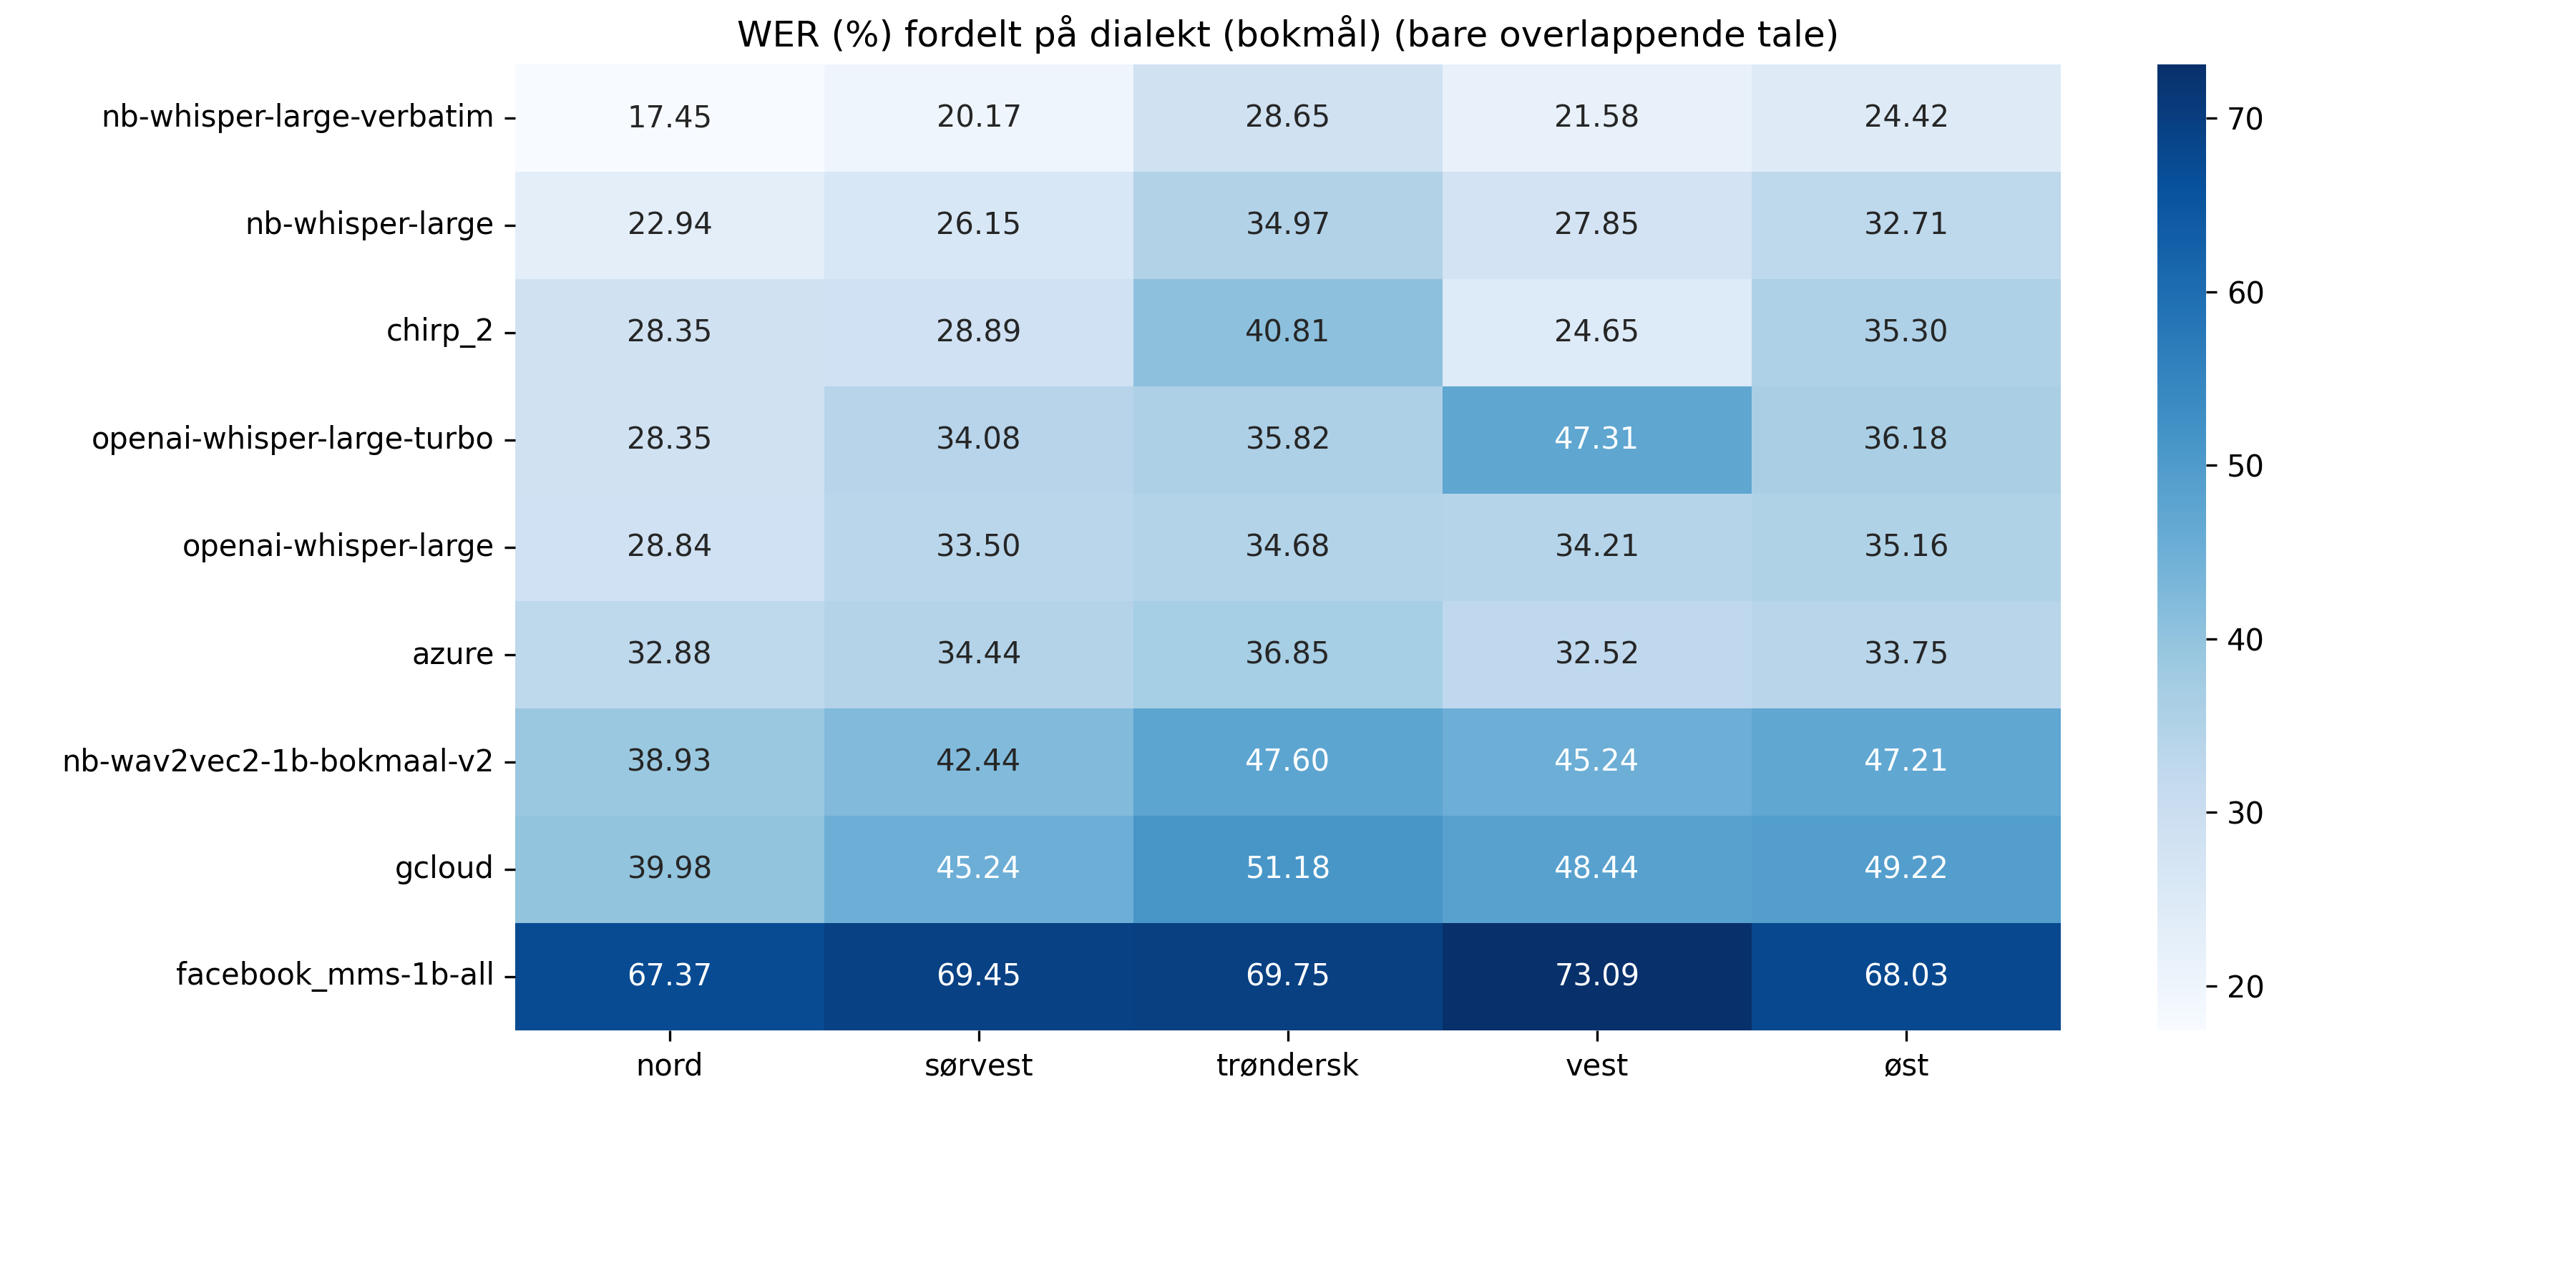 WER (%) fordelt på dialekt (bokmål) (bare overlappende tale)
nb-whisper-large-verbatim 17.45 20.17 28.65 21.58 24.42
nb-whisper-large 22.94 26.15 34.97 27.85 32.71
chirp_2 28.35 28.89 40.81 24.65 35.30
openai-whisper-large-turbo 28.35 34.08 35.82 47.31 36.18
openai-whisper-large 28.84 33.50 34.68 34.21 35.16
azure 32.88 34.44 36.85 32.52 33.75
nb-wav2vec2-1b-bokmaal-v2 38.93 42.44 47.60 45.24 47.21
gcloud 39.98 45.24 51.18 48.44 49.22
facebook_mms-1b-all 67.37 69.45 69.75 73.09 68.03
nord sørvest trøndersk vest øst
70
60
50
40
30
20